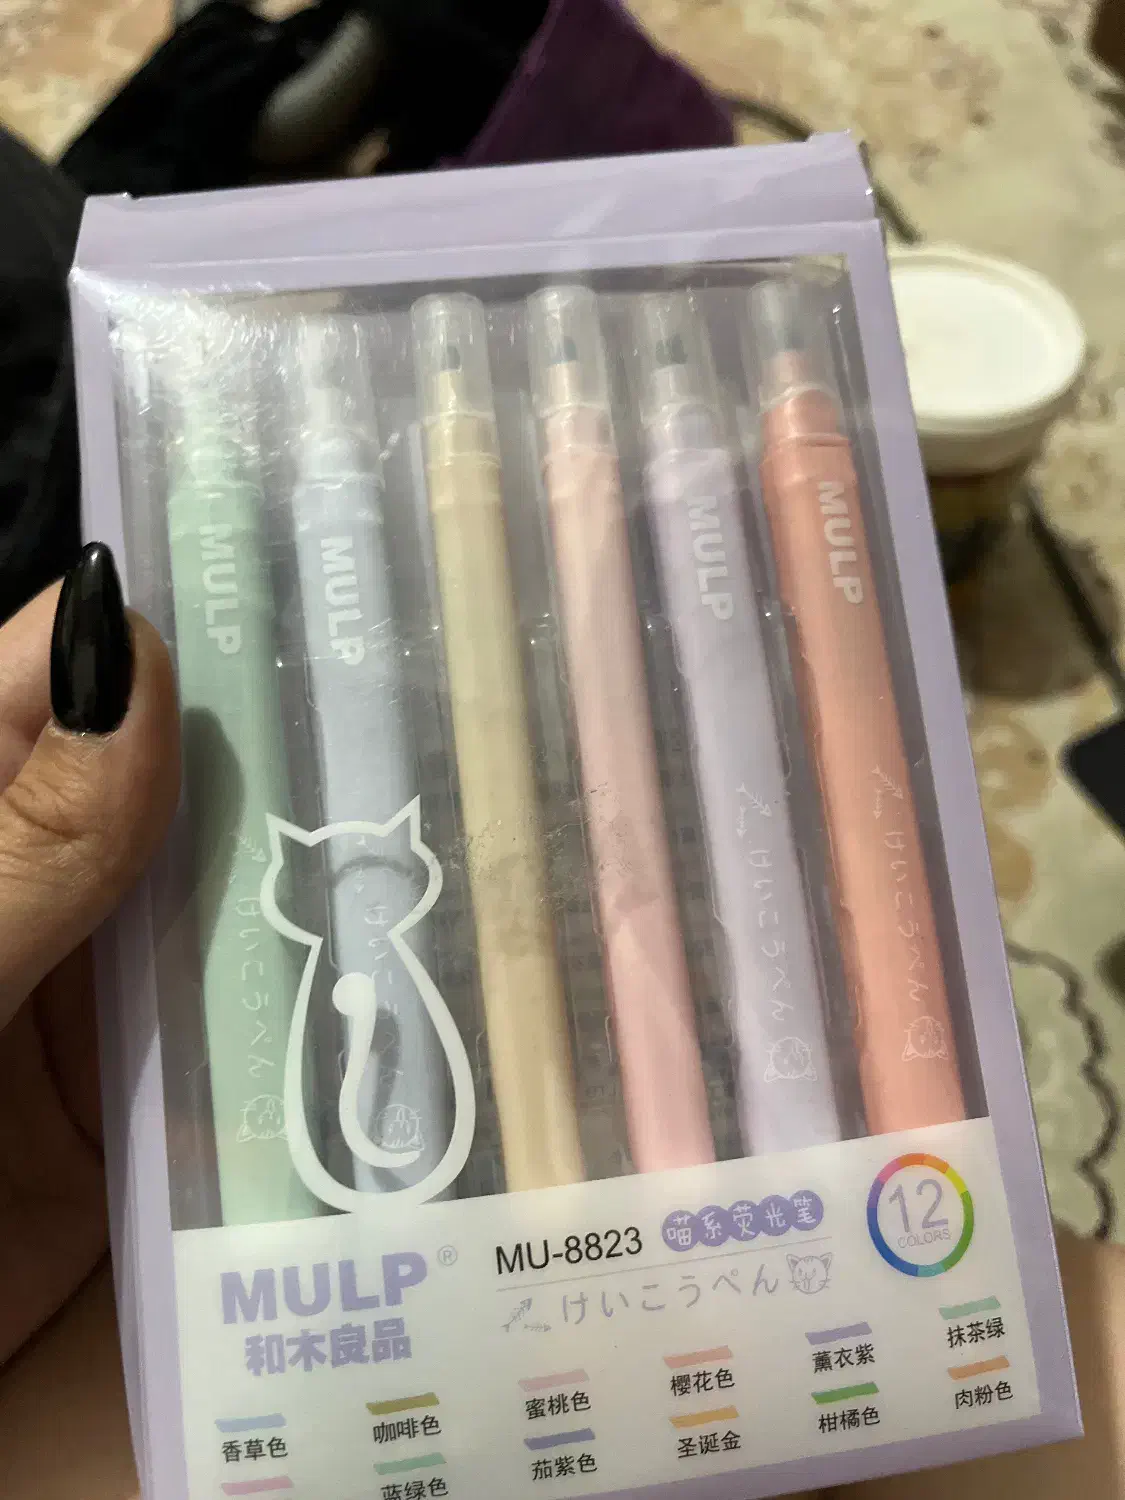 MULP
MULP
MULP
MULP
けいこうぺん
けいこうぺん
けいこうぺん
けいこうぺん
MULP®
和木良品
MU-8823
喵系荧光笔
けいこうぺん
12
COLORS
香草色
咖啡色
蜜桃色
樱花色
薰衣紫
抹茶绿
蓝绿色
茄紫色
圣诞金
柑橘色
肉粉色